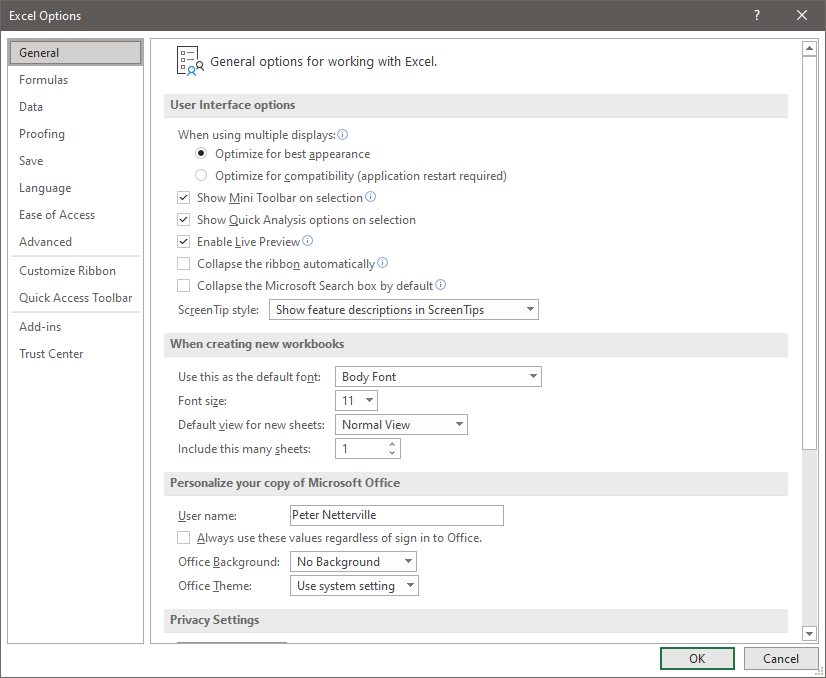 Excel Options
?
General
Formulas
Data
Proofing
Save
Language
Ease of Access
Advanced
Customize Ribbon
Quick Access Toolbar
Add-ins
Trust Center
General options for working with Excel.
User Interface options
When using multiple displays:
Optimize for best appearance
Optimize for compatibility (application restart required)
Show Mini Toolbar on selection
Show Quick Analysis options on selection
Enable Live Preview
Collapse the ribbon automatically
Collapse the Microsoft Search box by default
ScreenTip style: Show feature descriptions in ScreenTips
When creating new workbooks
Use this as the default font: Body Font
Font size: 11
Default view for new sheets: Normal View
Include this many sheets: 1
Personalize your copy of Microsoft Office
User name: Peter Netterville
Always use these values regardless of sign in to Office.
Office Background: No Background
Office Theme: Use system setting
Privacy Settings
OK Cancel